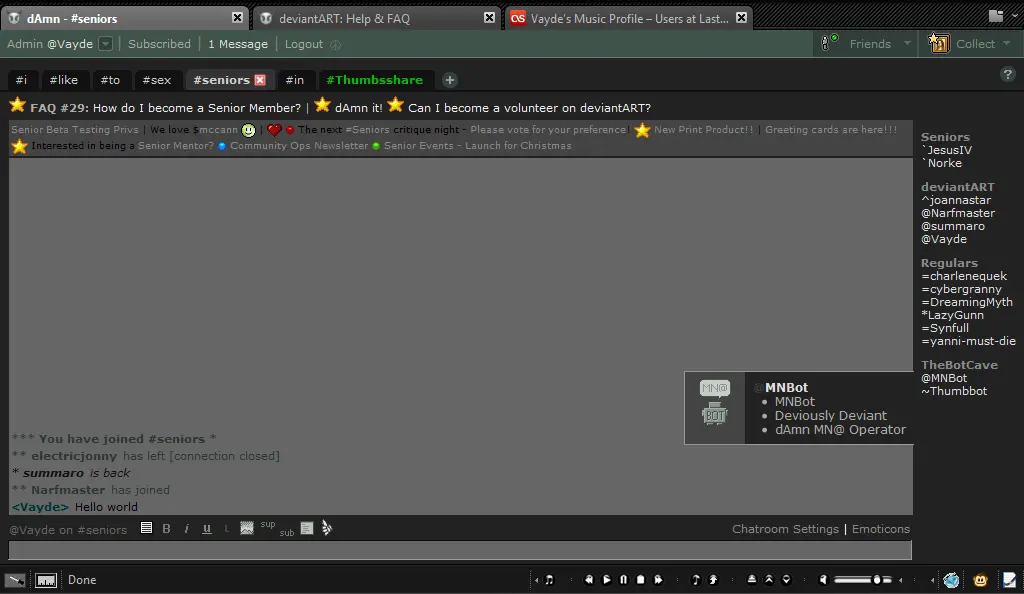 dAmn - #seniors
deviantART: Help & FAQ
Vayde's Music Profile – Users at Last...
Admin @Vayde | Subscribed | 1 Message | Logout
Friends
Collect
#i
#like
#to
#sex
#seniors
#in
#Thumbsshare
FAQ #29: How do I become a Senior Member? | dAmn it! Can I become a volunteer on deviantART?
Senior Beta Testing Privs | We love $mccann | The next #Seniors critique night - Please vote for your preference! New Print Product!! | Greeting cards are here!!!
Interested in being a Senior Mentor? Community Ops Newsletter Senior Events - Launch for Christmas
Seniors
`JesusIV
`Norke
deviantART
^joannastar
@Narfmaster
@summaro
@Vayde
Regulars
=charlenequek
=cybergranny
=DreamingMyth
*LazyGunn
=Synfull
=yanni-must-die
TheBotCave
@MNBot
~Thumbbot
MN@
BOT
@MNBot
• MNBot
• Deviously Deviant
• dAmn MN@ Operator
*** You have joined #seniors *
** electricjonny has left [connection closed]
* summaro is back
** Narfmaster has joined
<Vayde> Hello world
@Vayde on #seniors
B i u
sup
sub
Chatroom Settings | Emoticons
Done